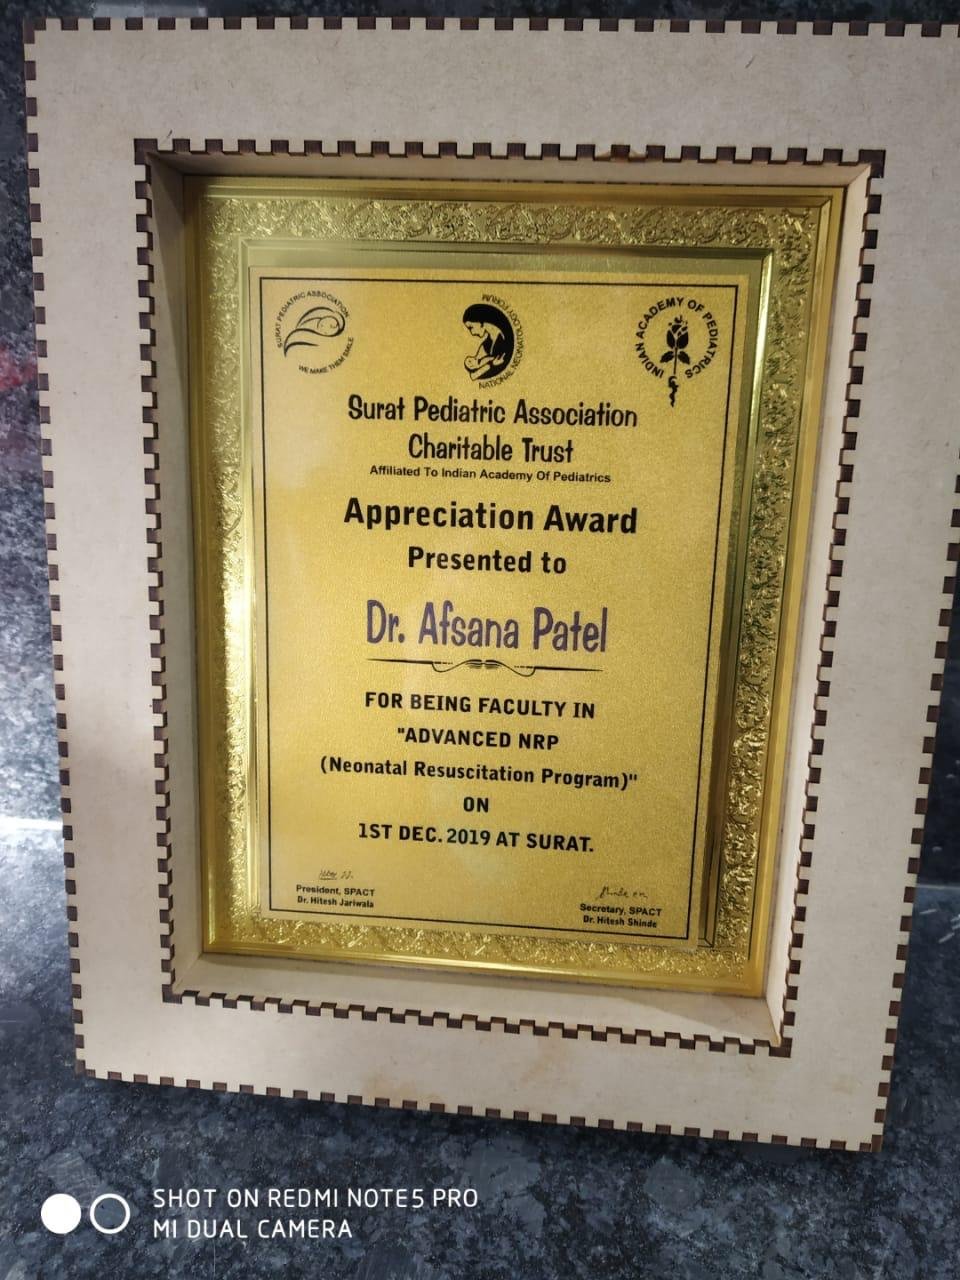 SURAT PEDIATRIC ASSOCIATION
WE MAKE THEM SMILE
NATIONAL NEONATOLOGY FORUM
INDIAN ACADEMY OF PEDIATRICS
Surat Pediatric Association
Charitable Trust
Affiliated To Indian Academy Of Pediatrics
Appreciation Award
Presented to
Dr. Afsana Patel
FOR BEING FACULTY IN
"ADVANCED NRP
(Neonatal Resuscitation Program)"
ON
1ST DEC. 2019 AT SURAT.
President, SPACT
Dr. Hitesh Jariwala
Secretary, SPACT
Dr. Hitesh Shinde
SHOT ON REDMI NOTE5 PRO
MI DUAL CAMERA